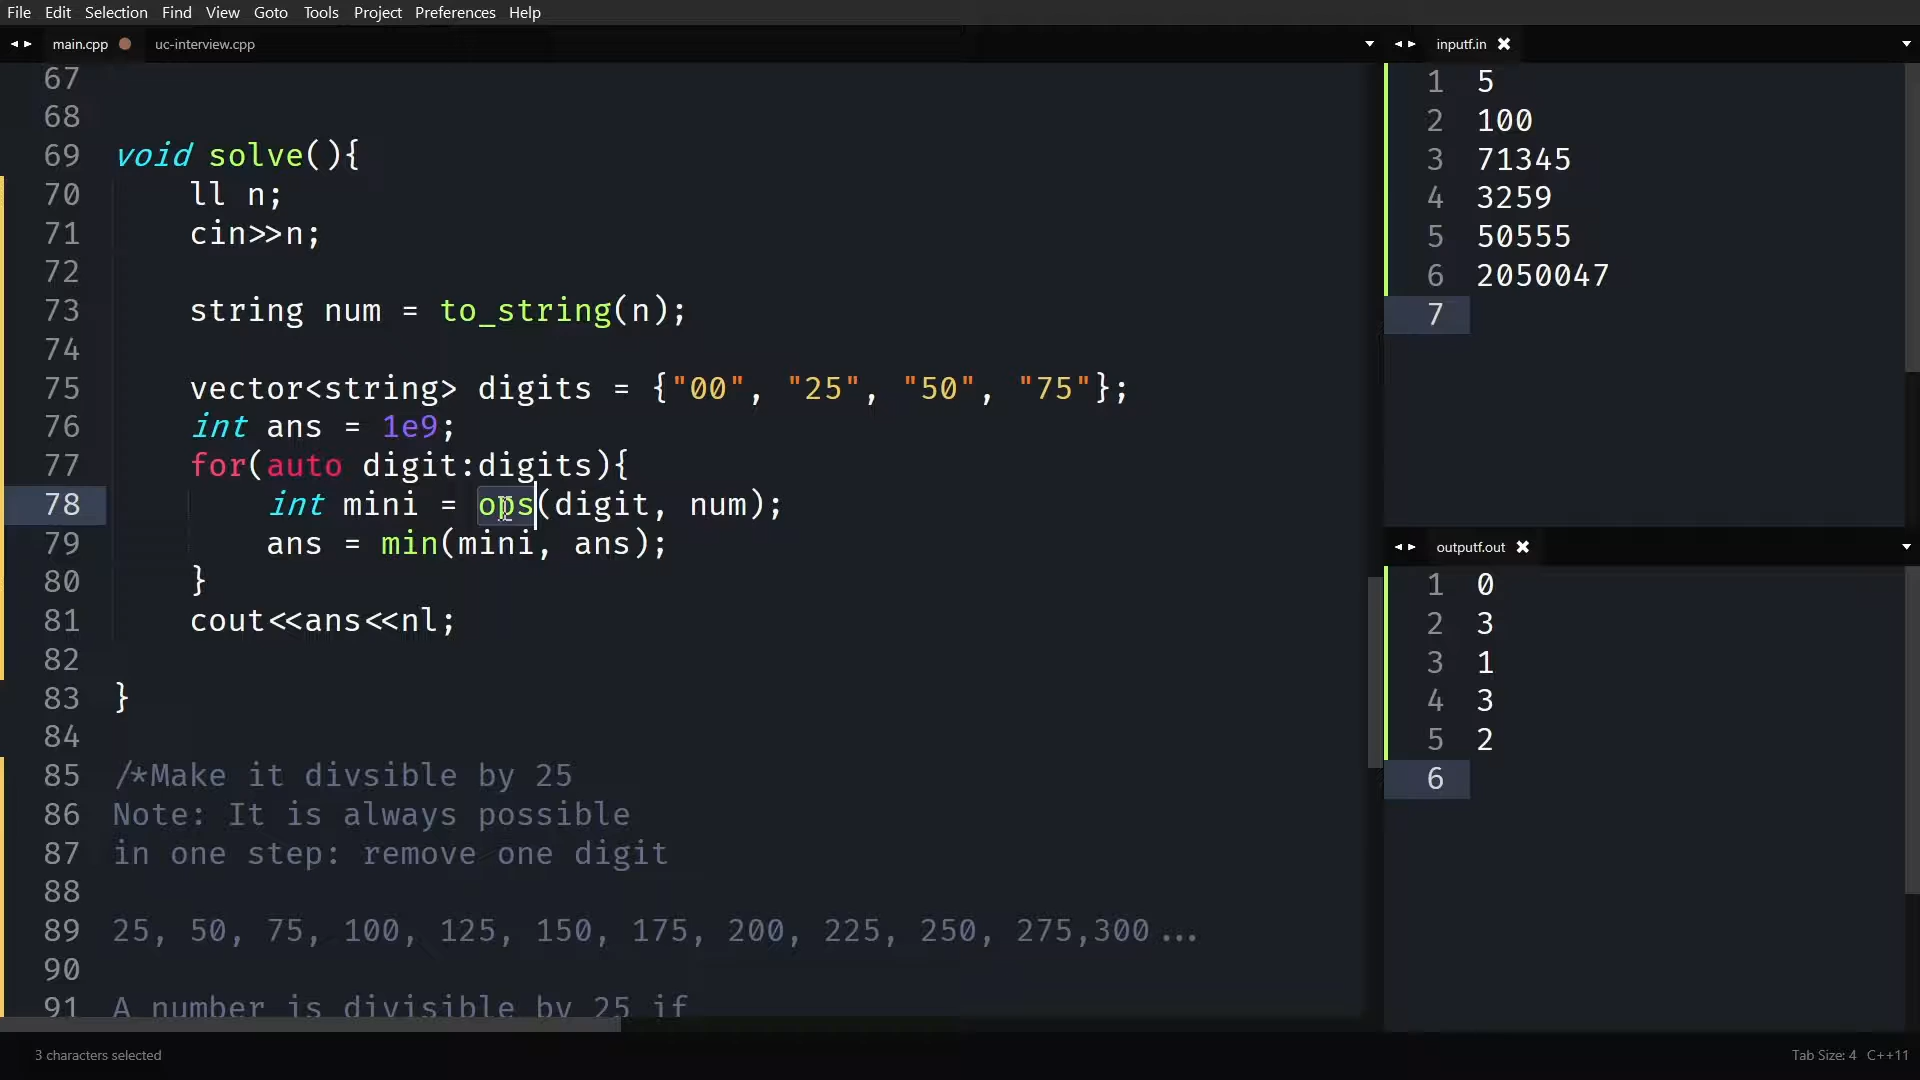 File Edit Selection Find View Goto Tools Project Preferences Help
main.cpp uc-interview.cpp
67
68
69 void solve(){
70 ll n;
71 cin>>n;
72
73 string num = to_string(n);
74
75 vector<string> digits = {"00", "25", "50", "75"};
76 int ans = 1e9;
77 for(auto digit:digits){
78 int mini = ops(digit, num);
79 ans = min(mini, ans);
80 }
81 cout<<ans<<nl;
82
83 }
84
85 /*Make it divsible by 25
86 Note: It is always possible
87 in one step: remove one digit
88
89 25, 50, 75, 100, 125, 150, 175, 200, 225, 250, 275,300...
90
91 A number is divisible by 25 if
inputf.in
1 5
2 100
3 71345
4 3259
5 50555
6 2050047
7
outputf.out
1 0
2 3
3 1
4 3
5 2
6
3 characters selected
Tab Size: 4 C++11